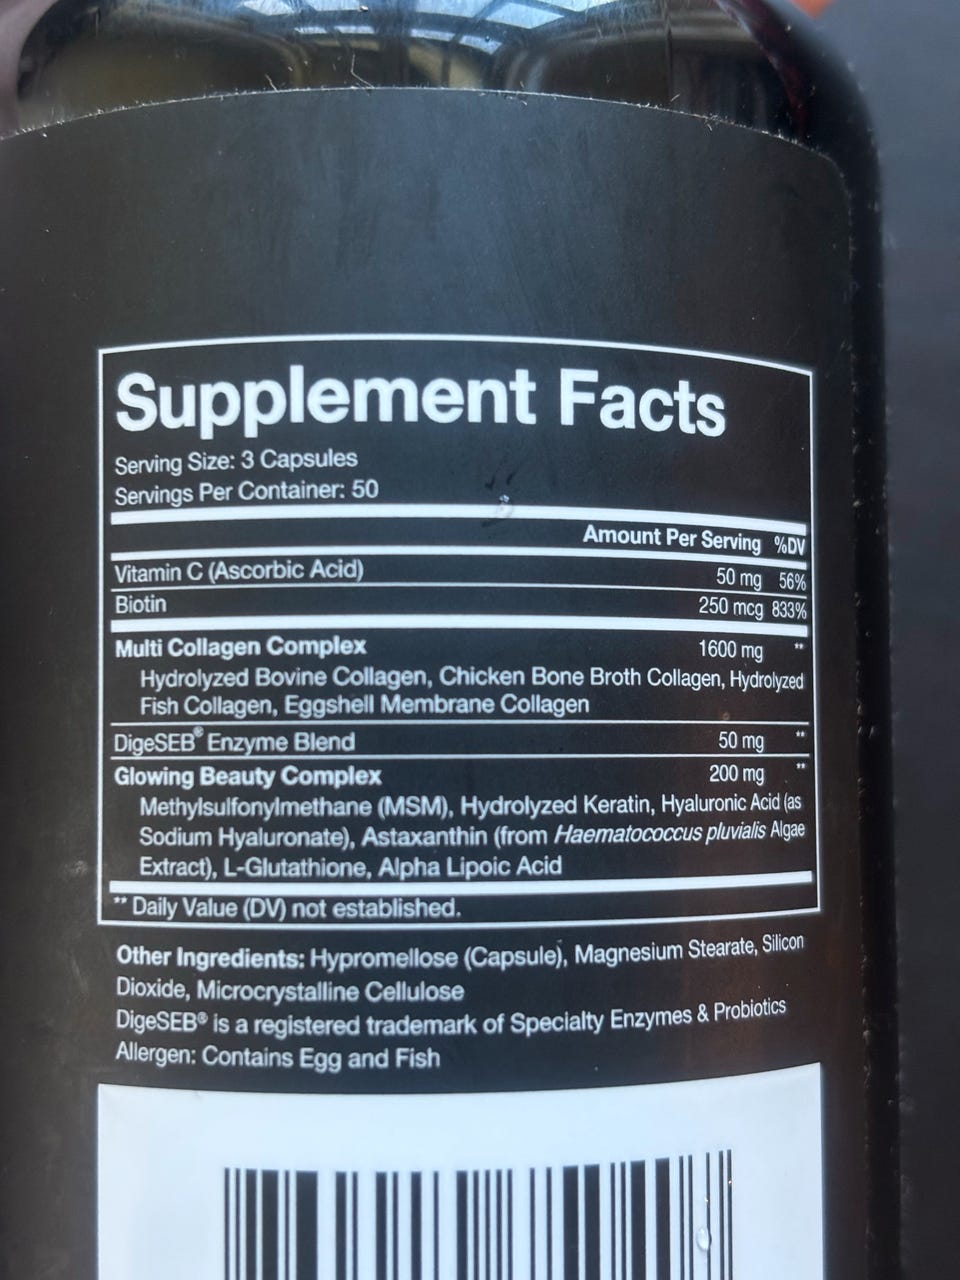 Supplement Facts
Serving Size: 3 Capsules
Servings Per Container: 50
Amount Per Serving %DV
Vitamin C (Ascorbic Acid) 50 mg 56%
Biotin 250 mcg 833%
Multi Collagen Complex 1600 mg **
Hydrolyzed Bovine Collagen, Chicken Bone Broth Collagen, Hydrolyzed
Fish Collagen, Eggshell Membrane Collagen
DigeSEB® Enzyme Blend 50 mg **
Glowing Beauty Complex 200 mg **
Methylsulfonylmethane (MSM), Hydrolyzed Keratin, Hyaluronic Acid (as
Sodium Hyaluronate), Astaxanthin (from Haematococcus pluvialis Algae
Extract), L-Glutathione, Alpha Lipoic Acid
** Daily Value (DV) not established.
Other Ingredients: Hypromellose (Capsule), Magnesium Stearate, Silicon
Dioxide, Microcrystalline Cellulose
DigeSEB® is a registered trademark of Specialty Enzymes & Probiotics
Allergen: Contains Egg and Fish